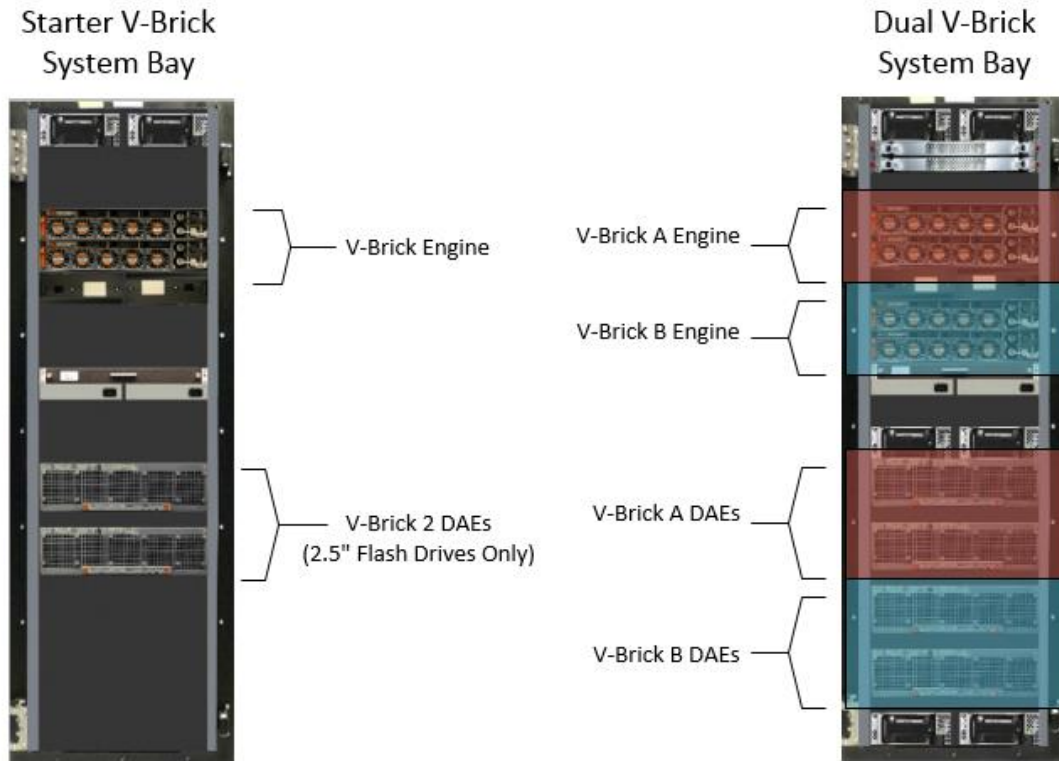 Starter V-Brick
System Bay
Dual V-Brick
System Bay
V-Brick Engine
V-Brick A Engine
V-Brick B Engine
V-Brick 2 DAEs
(2.5" Flash Drives Only)
V-Brick A DAEs
V-Brick B DAEs